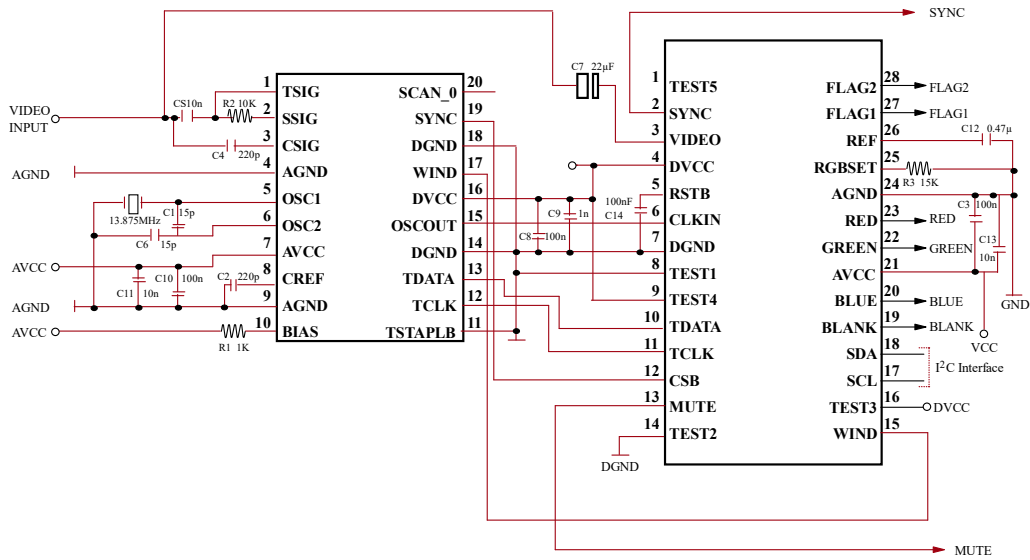 SYNC
C7 22µF
VIDEO
INPUT
CS10n
R2 10K
C4 220p
AGND
13.875MHz
C1 15p
C6 15p
AVCC
C11 10n
C10 100n
C2 220p
AGND
AVCC
R1 1K
1 TSIG
2 SSIG
3 CSIG
4 AGND
5 OSC1
6 OSC2
7 AVCC
8 CREF
9 AGND
10 BIAS
SCAN_0 20
SYNC 19
DGND 18
WIND 17
DVCC 16
OSCOUT 15
DGND 14
TDATA 13
TCLK 12
TSTAPLB 11
C8 100n
C9 1n
100nF
C14
1 TEST5
2 SYNC
3 VIDEO
4 DVCC
5 RSTB
6 CLKIN
7 DGND
8 TEST1
9 TEST4
10 TDATA
11 TCLK
12 CSB
13 MUTE
14 TEST2
DGND
FLAG2 28 FLAG2
FLAG1 27 FLAG1
REF 26
C12 0.47µ
RGBSET 25
R3 15K
AGND 24
C3 100n
RED 23 RED
GREEN 22 GREEN
C13
10n
AVCC 21
BLUE 20 BLUE
GND
BLANK 19 BLANK
VCC
SDA 18
I²C Interface
SCL 17
TEST3 16 DVCC
WIND 15
MUTE